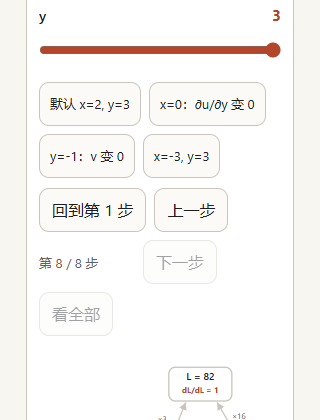 y 3
默认 x=2, y=3 x=0：∂u/∂y 变 0
y=-1：v 变 0 x=-3, y=3
回到第 1 步 上一步
第 8 / 8 步 下一步
看全部
L = 82
dL/dL = 1
×16